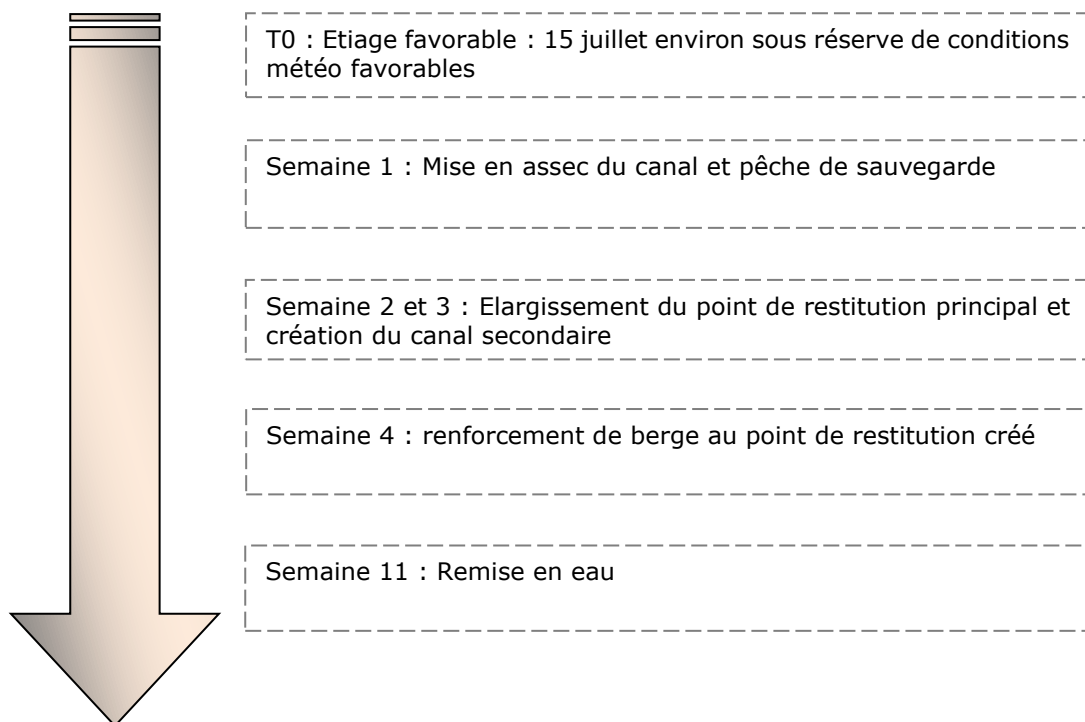 T0 : Etiage favorable : 15 juillet environ sous réserve de conditions
météo favorables
Semaine 1 : Mise en assec du canal et pêche de sauvegarde
Semaine 2 et 3 : Elargissement du point de restitution principal et
création du canal secondaire
Semaine 4 : renforcement de berge au point de restitution créé
Semaine 11 : Remise en eau